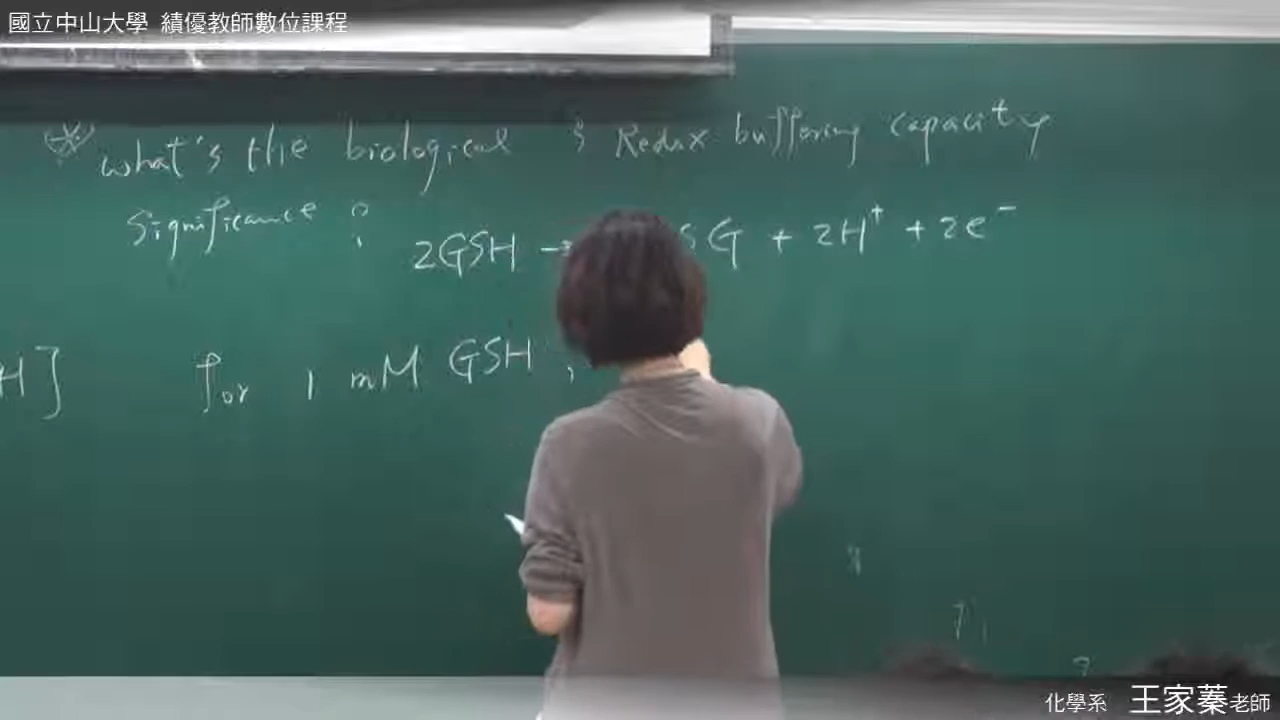 國立中山大學 績優教師數位課程
what's the biological & Redox buffering capacity
significance ?
2GSH → SG + 2H⁺ + 2e⁻
H] for 1 mM GSH ,
化學系 王家蓁老師